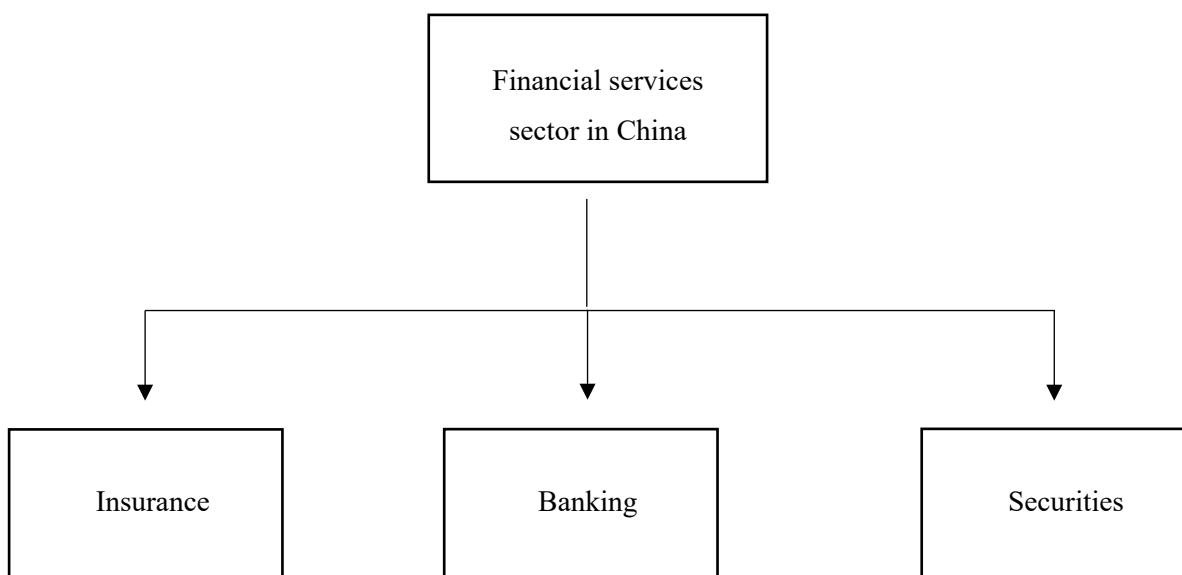 Financial services
sector in China
Insurance
Banking
Securities